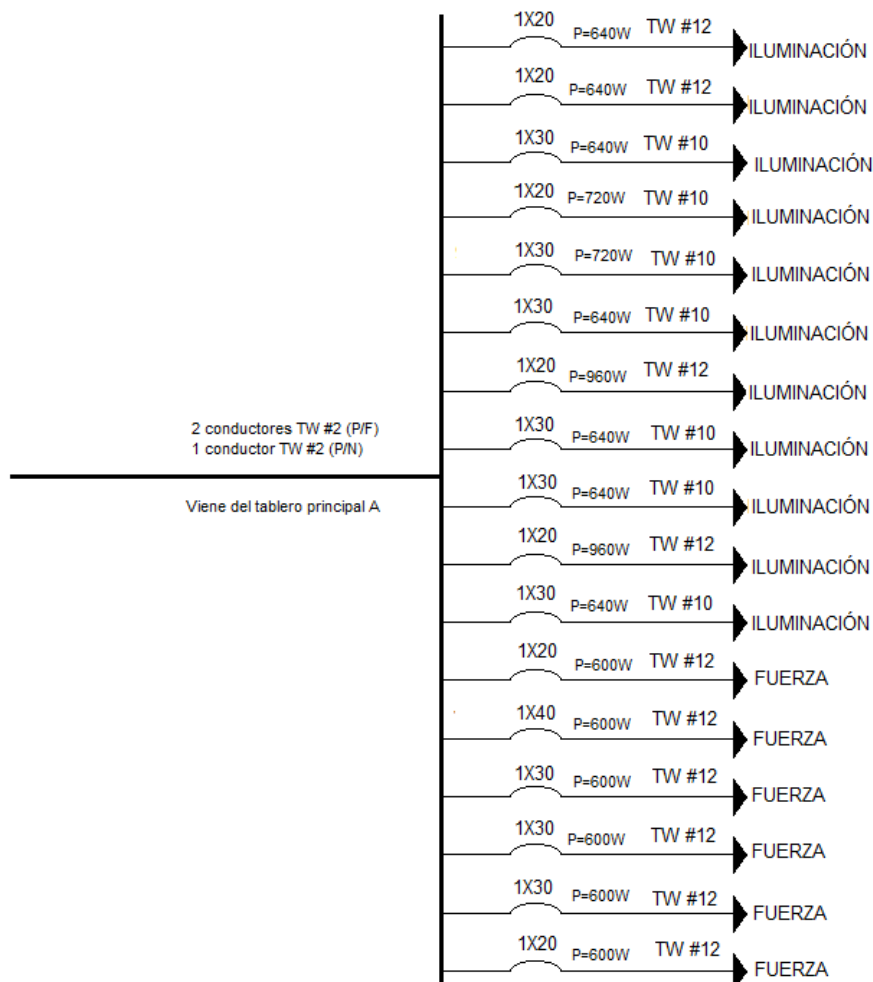 1X20 P=640W TW #12 ILUMINACIÓN
1X20 P=640W TW #12 ILUMINACIÓN
1X30 P=640W TW #10 ILUMINACIÓN
1X20 P=720W TW #10 ILUMINACIÓN
1X30 P=720W TW #10 ILUMINACIÓN
1X30 P=640W TW #10 ILUMINACIÓN
1X20 P=960W TW #12 ILUMINACIÓN
2 conductores TW #2 (P/F)
1 conductor TW #2 (P/N)
1X30 P=640W TW #10 ILUMINACIÓN
Viene del tablero principal A
1X30 P=640W TW #10 ILUMINACIÓN
1X20 P=960W TW #12 ILUMINACIÓN
1X30 P=640W TW #10 ILUMINACIÓN
1X20 P=600W TW #12 FUERZA
1X40 P=600W TW #12 FUERZA
1X30 P=600W TW #12 FUERZA
1X30 P=600W TW #12 FUERZA
1X30 P=600W TW #12 FUERZA
1X20 P=600W TW #12 FUERZA